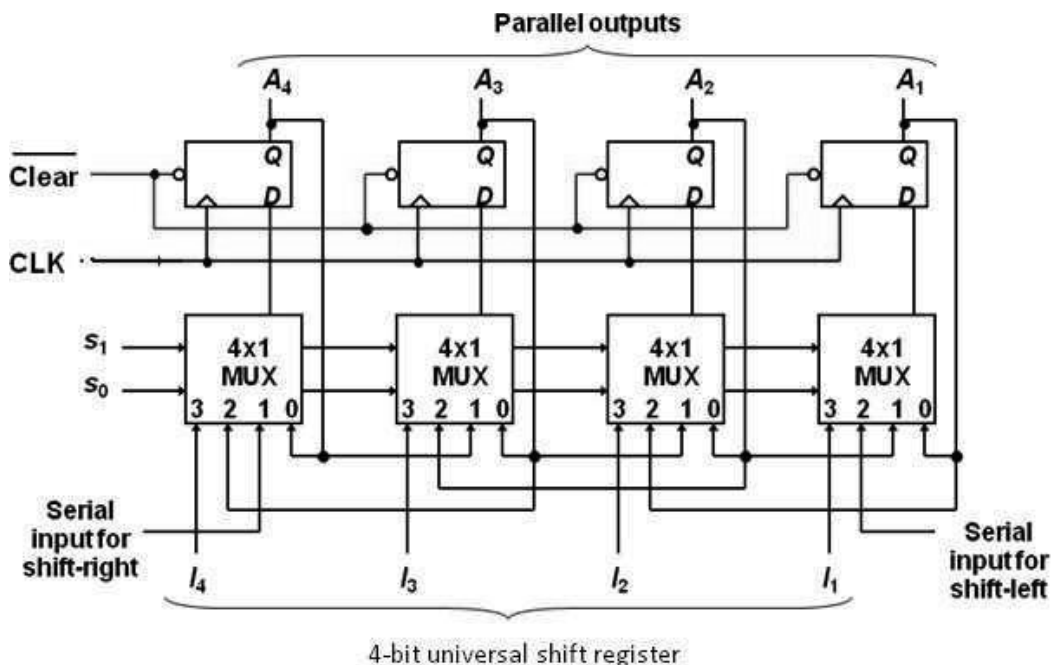 Parallel outputs
A4 A3 A2 A1
Q Q Q Q
Clear
D D D D
CLK
s1 4x1 4x1 4x1 4x1
MUX MUX MUX MUX
s0
3 2 1 0 3 2 1 0 3 2 1 0 3 2 1 0
Serial
input for
shift-right
Serial
input for
shift-left
I4 I3 I2 I1
4-bit universal shift register